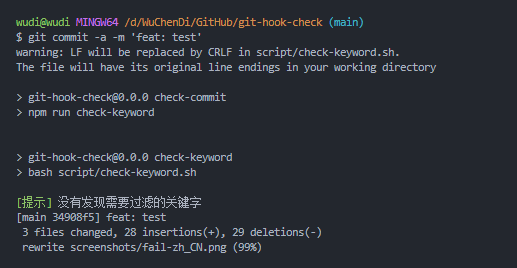 wudi@wudi MINGW64 /d/WuChenDi/GitHub/git-hook-check (main)
$ git commit -a -m 'feat: test'
warning: LF will be replaced by CRLF in script/check-keyword.sh.
The file will have its original line endings in your working directory
> git-hook-check@0.0.0 check-commit
> npm run check-keyword
> git-hook-check@0.0.0 check-keyword
> bash script/check-keyword.sh
[提示] 没有发现需要过滤的关键字
[main 34908f5] feat: test
 3 files changed, 28 insertions(+), 29 deletions(-)
 rewrite screenshots/fail-zh_CN.png (99%)